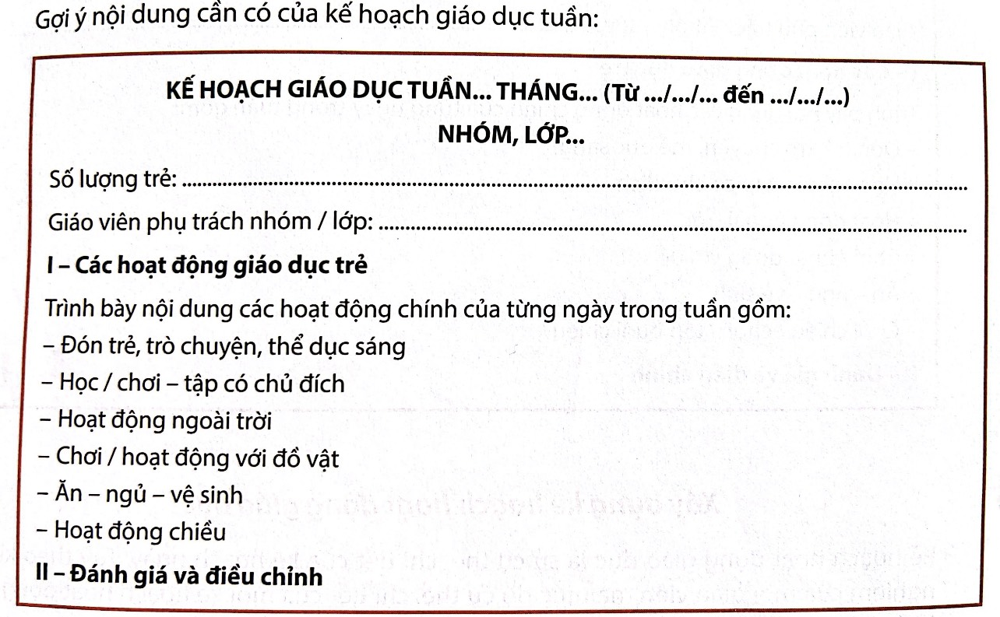 Gợi ý nội dung cần có của kế hoạch giáo dục tuần:
KẾ HOẠCH GIÁO DỤC TUẦN... THÁNG... (Từ .../.../... đến .../.../...)
NHÓM, LỚP...
Số lượng trẻ: ........................................................................
Giáo viên phụ trách nhóm / lớp: ........................................................................
I – Các hoạt động giáo dục trẻ
Trình bày nội dung các hoạt động chính của từng ngày trong tuần gồm:
– Đón trẻ, trò chuyện, thể dục sáng
– Học / chơi – tập có chủ đích
– Hoạt động ngoài trời
– Chơi / hoạt động với đồ vật
– Ăn – ngủ – vệ sinh
– Hoạt động chiều
II – Đánh giá và điều chỉnh